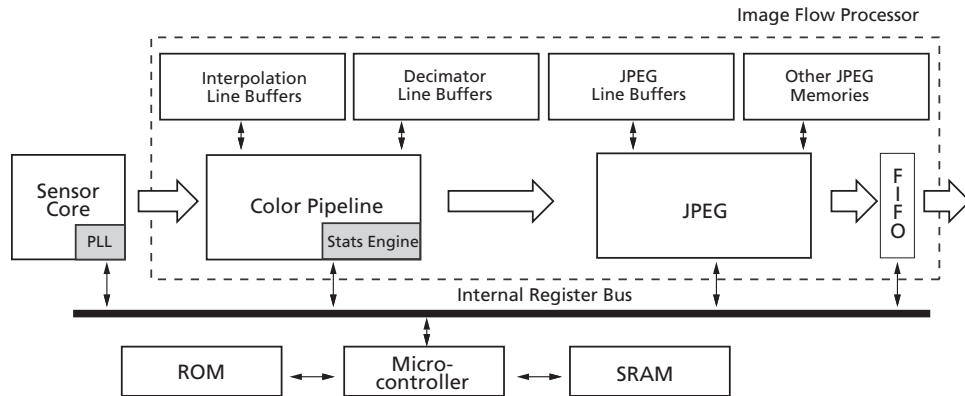 Image Flow Processor
Interpolation
Line Buffers
Decimator
Line Buffers
JPEG
Line Buffers
Other JPEG
Memories
Sensor
Core
PLL
Color Pipeline
Stats Engine
JPEG
F
I
F
O
Internal Register Bus
ROM
Micro-
controller
SRAM